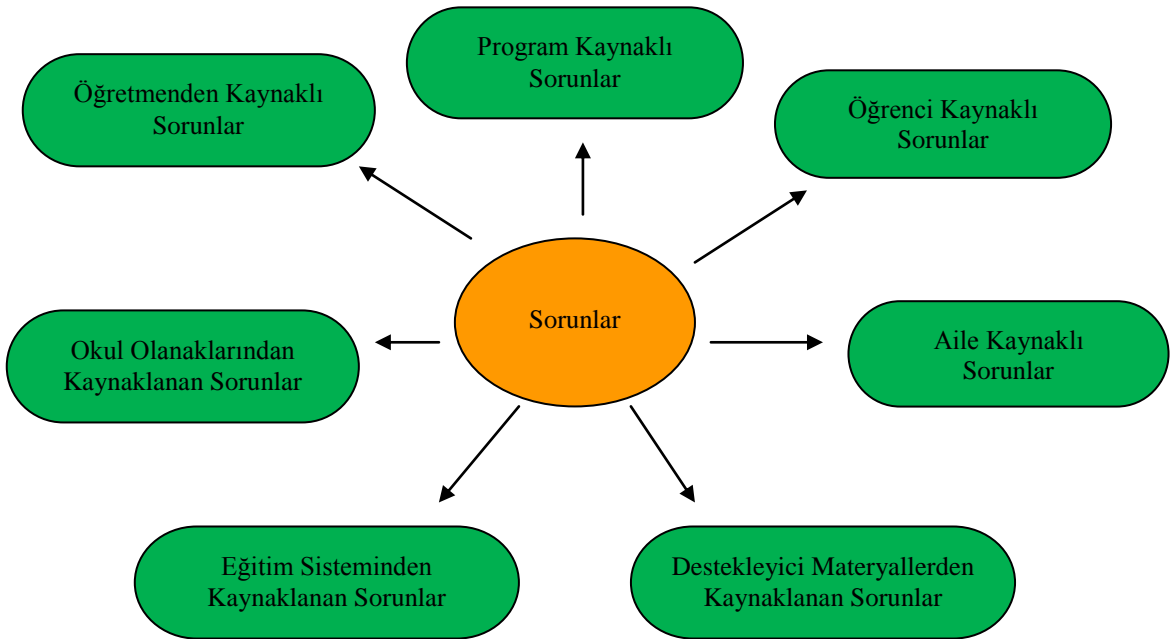 Program Kaynaklı
Sorunlar
Öğretmenden Kaynaklı
Sorunlar
Öğrenci Kaynaklı
Sorunlar
Sorunlar
Okul Olanaklarından
Kaynaklanan Sorunlar
Aile Kaynaklı
Sorunlar
Eğitim Sisteminden
Kaynaklanan Sorunlar
Destekleyici Materyallerden
Kaynaklanan Sorunlar